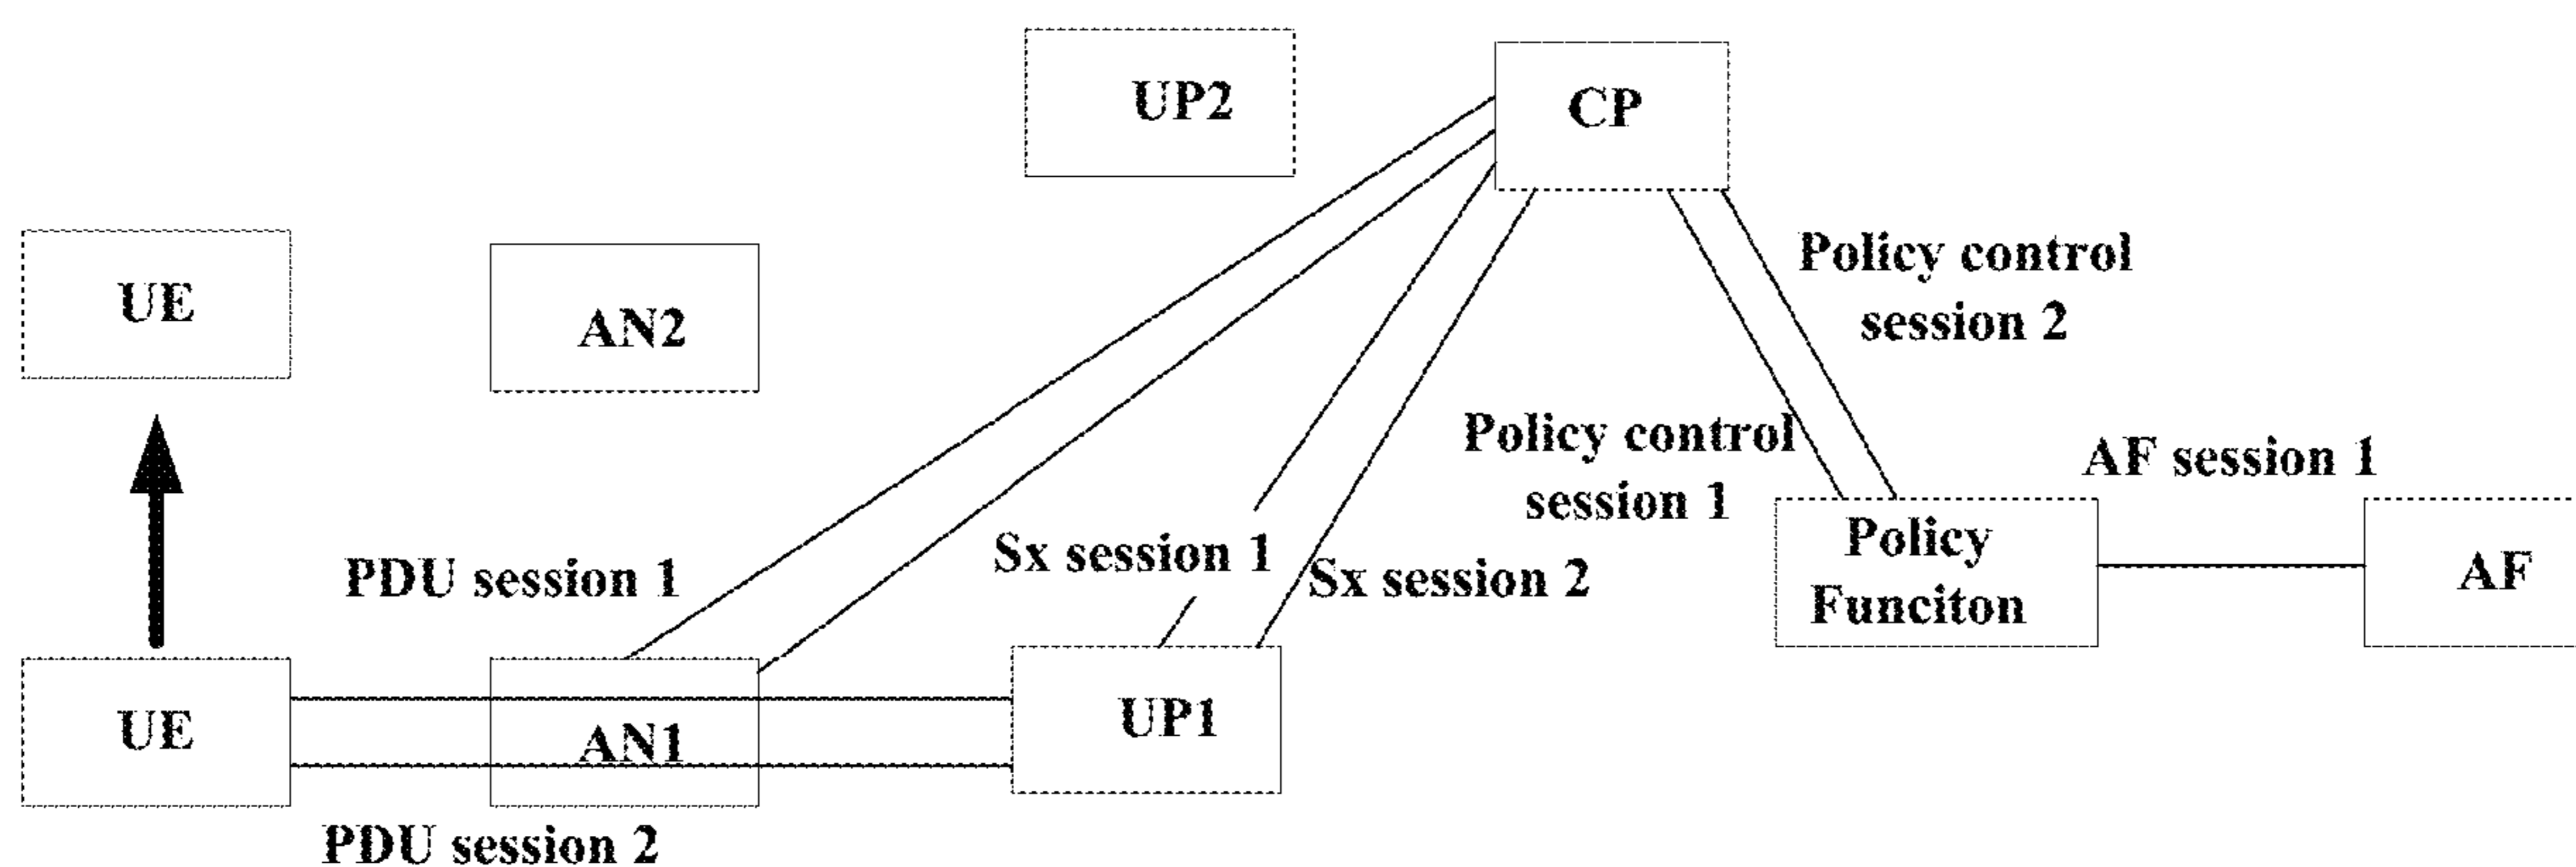 UP2
CP
UE
AN2
Policy control
session 2
Policy control
session 1
AF session 1
PDU session 1
Sx session 1
Sx session 2
Policy
Funciton
AF
UE
AN1
UP1
PDU session 2